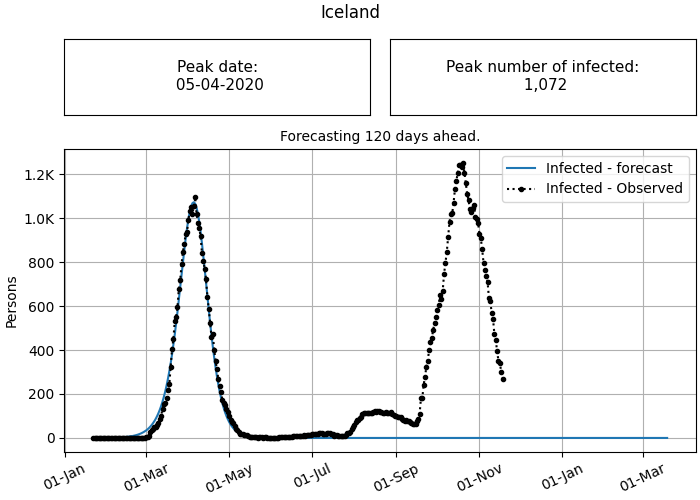 Iceland
Peak date:
05-04-2020
Peak number of infected:
1,072
Forecasting 120 days ahead.
Infected - forecast
Infected - Observed
Persons
1.2K
1.0K
800
600
400
200
0
01-Jan
01-Mar
01-May
01-Jul
01-Sep
01-Nov
01-Jan
01-Mar